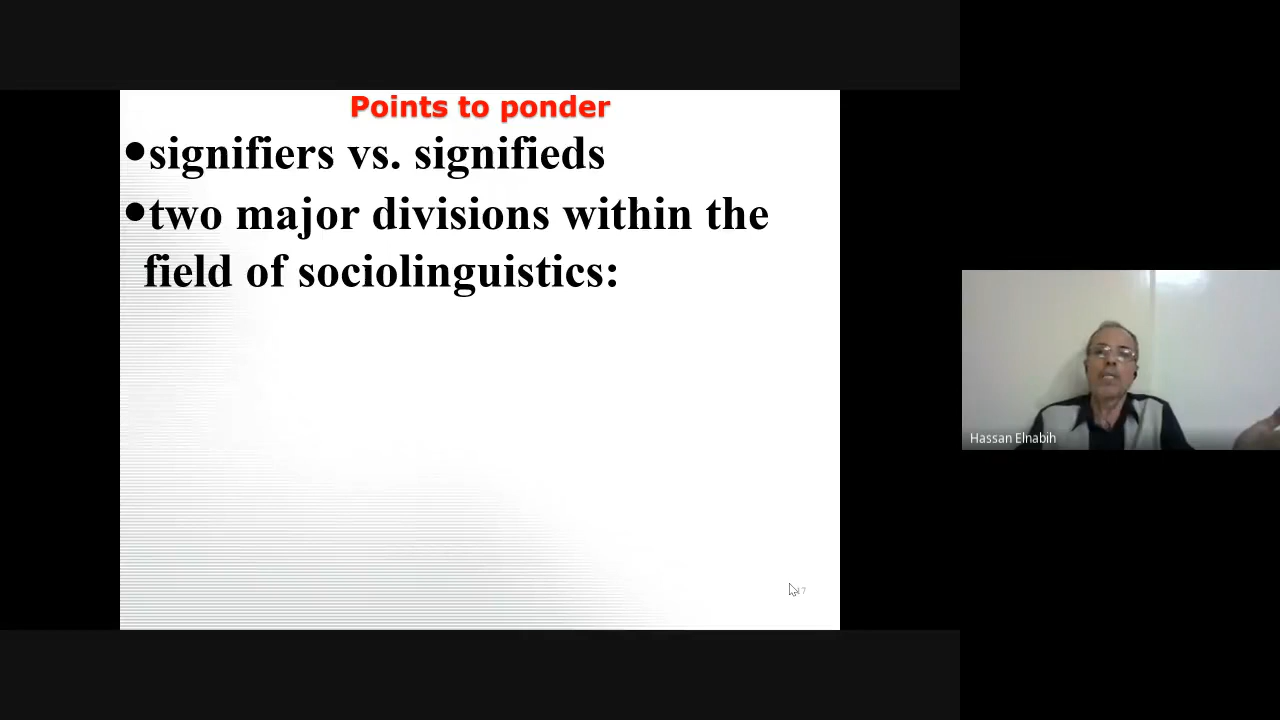 Points to ponder
•signifiers vs. signifieds
•two major divisions within the
field of sociolinguistics:
Hassan Elnabih